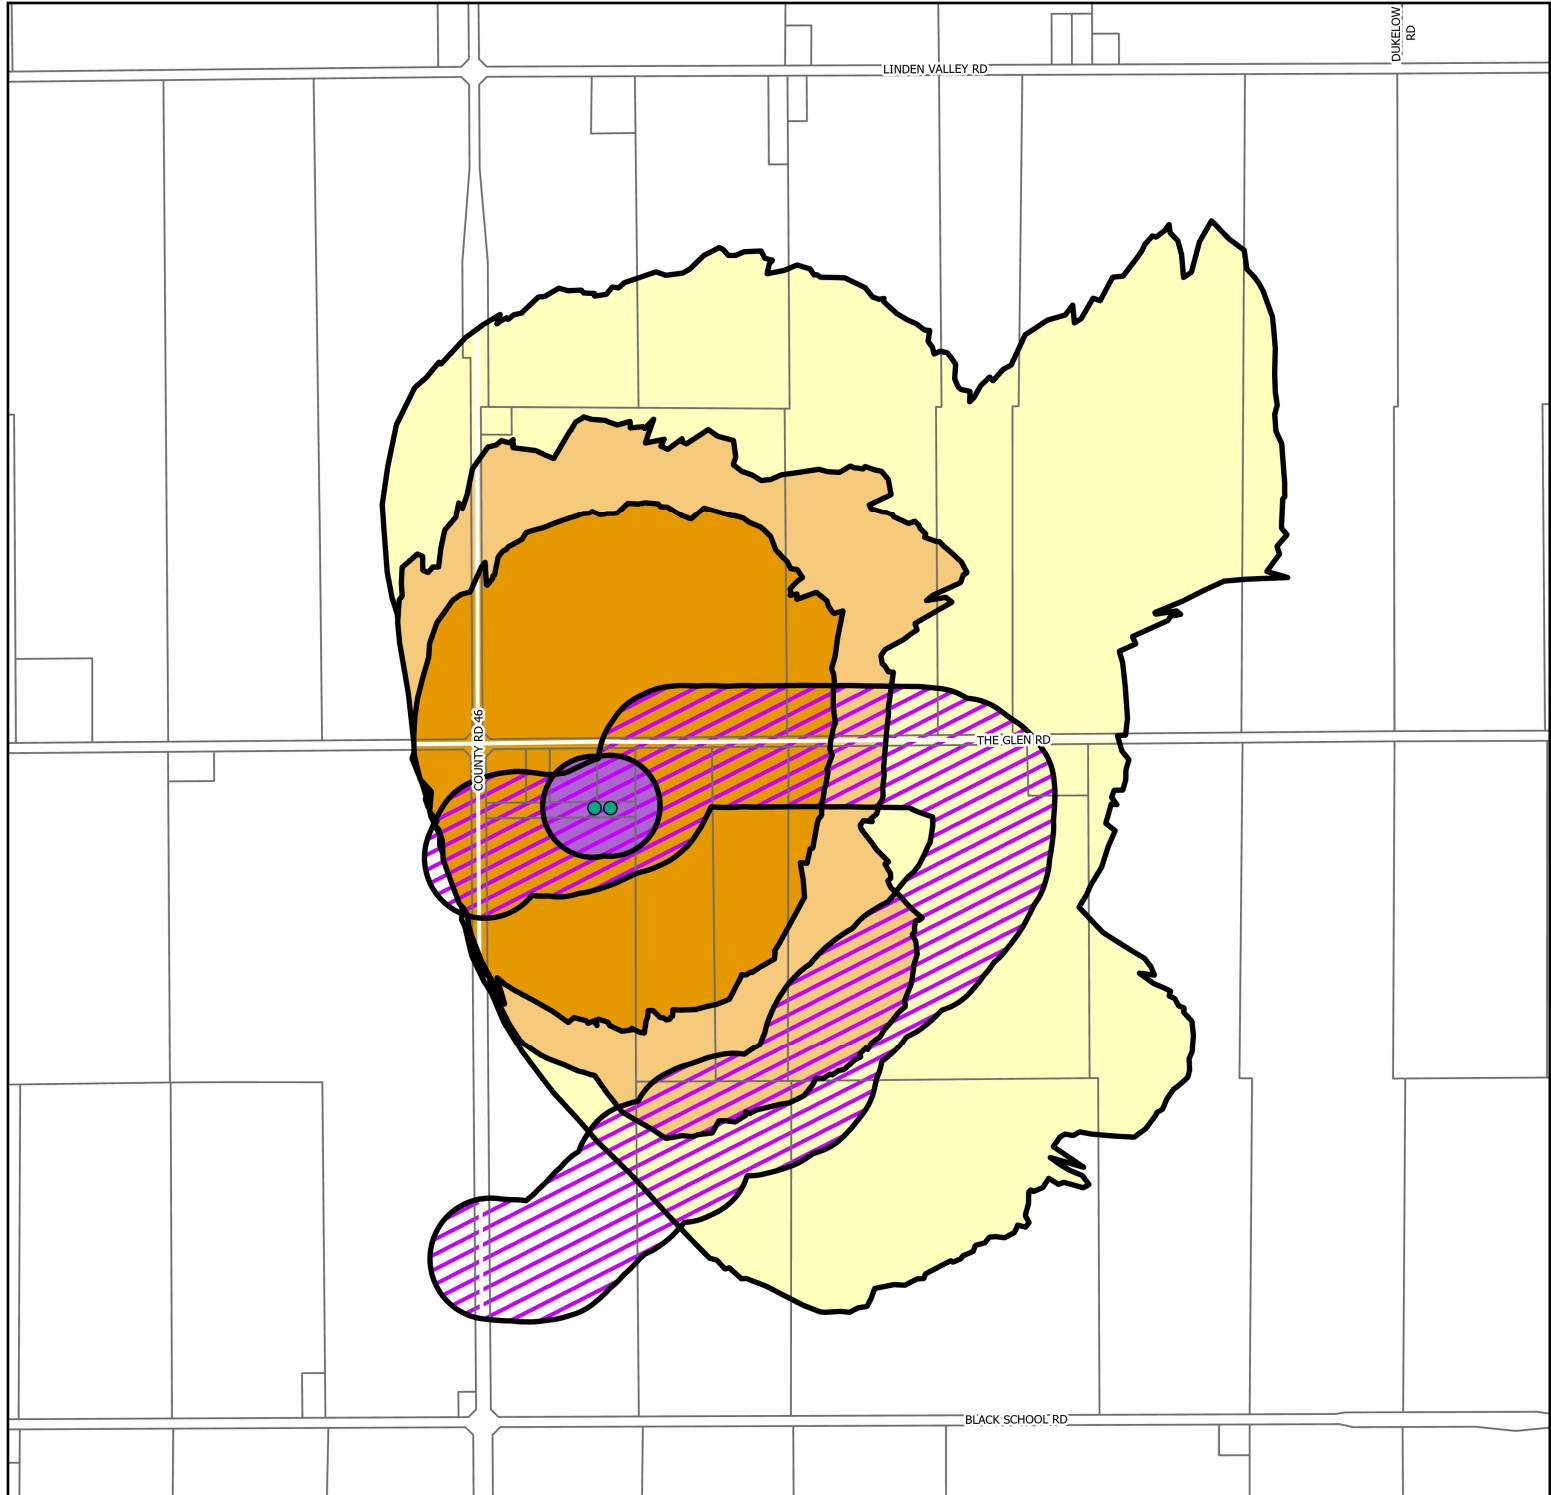 DUKELOW
RD
LINDEN VALLEY RD
COUNTY RD 46
THE GLEN RD
BLACK SCHOOL RD